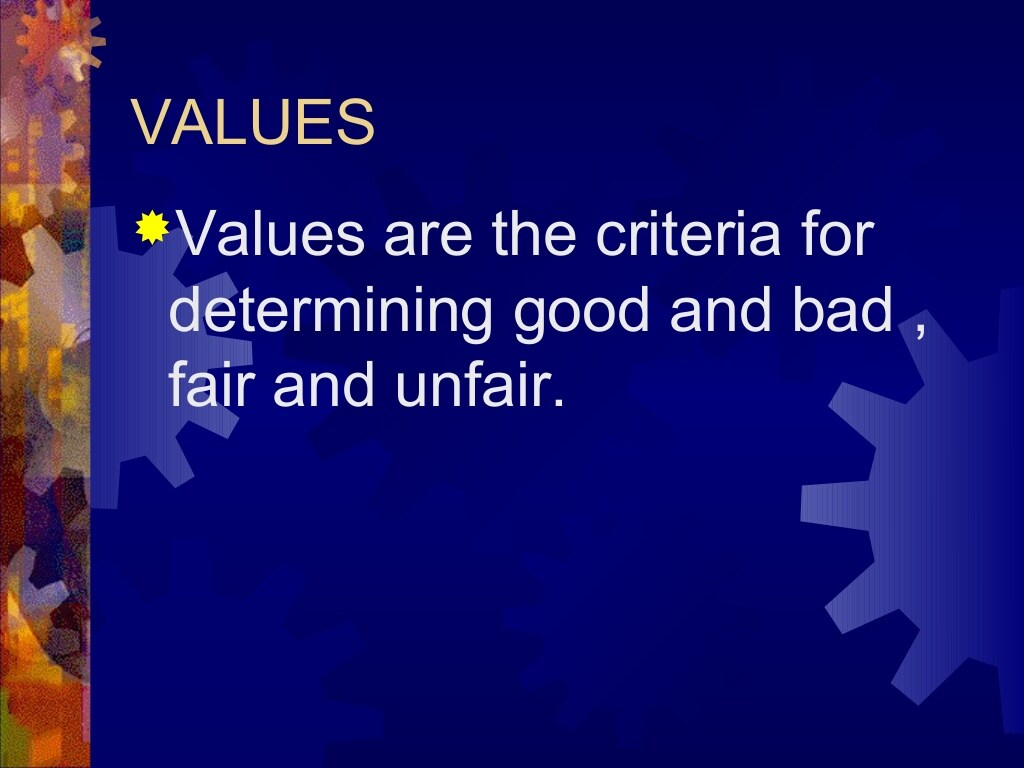 VALUES
Values are the criteria for
determining good and bad ,
fair and unfair.